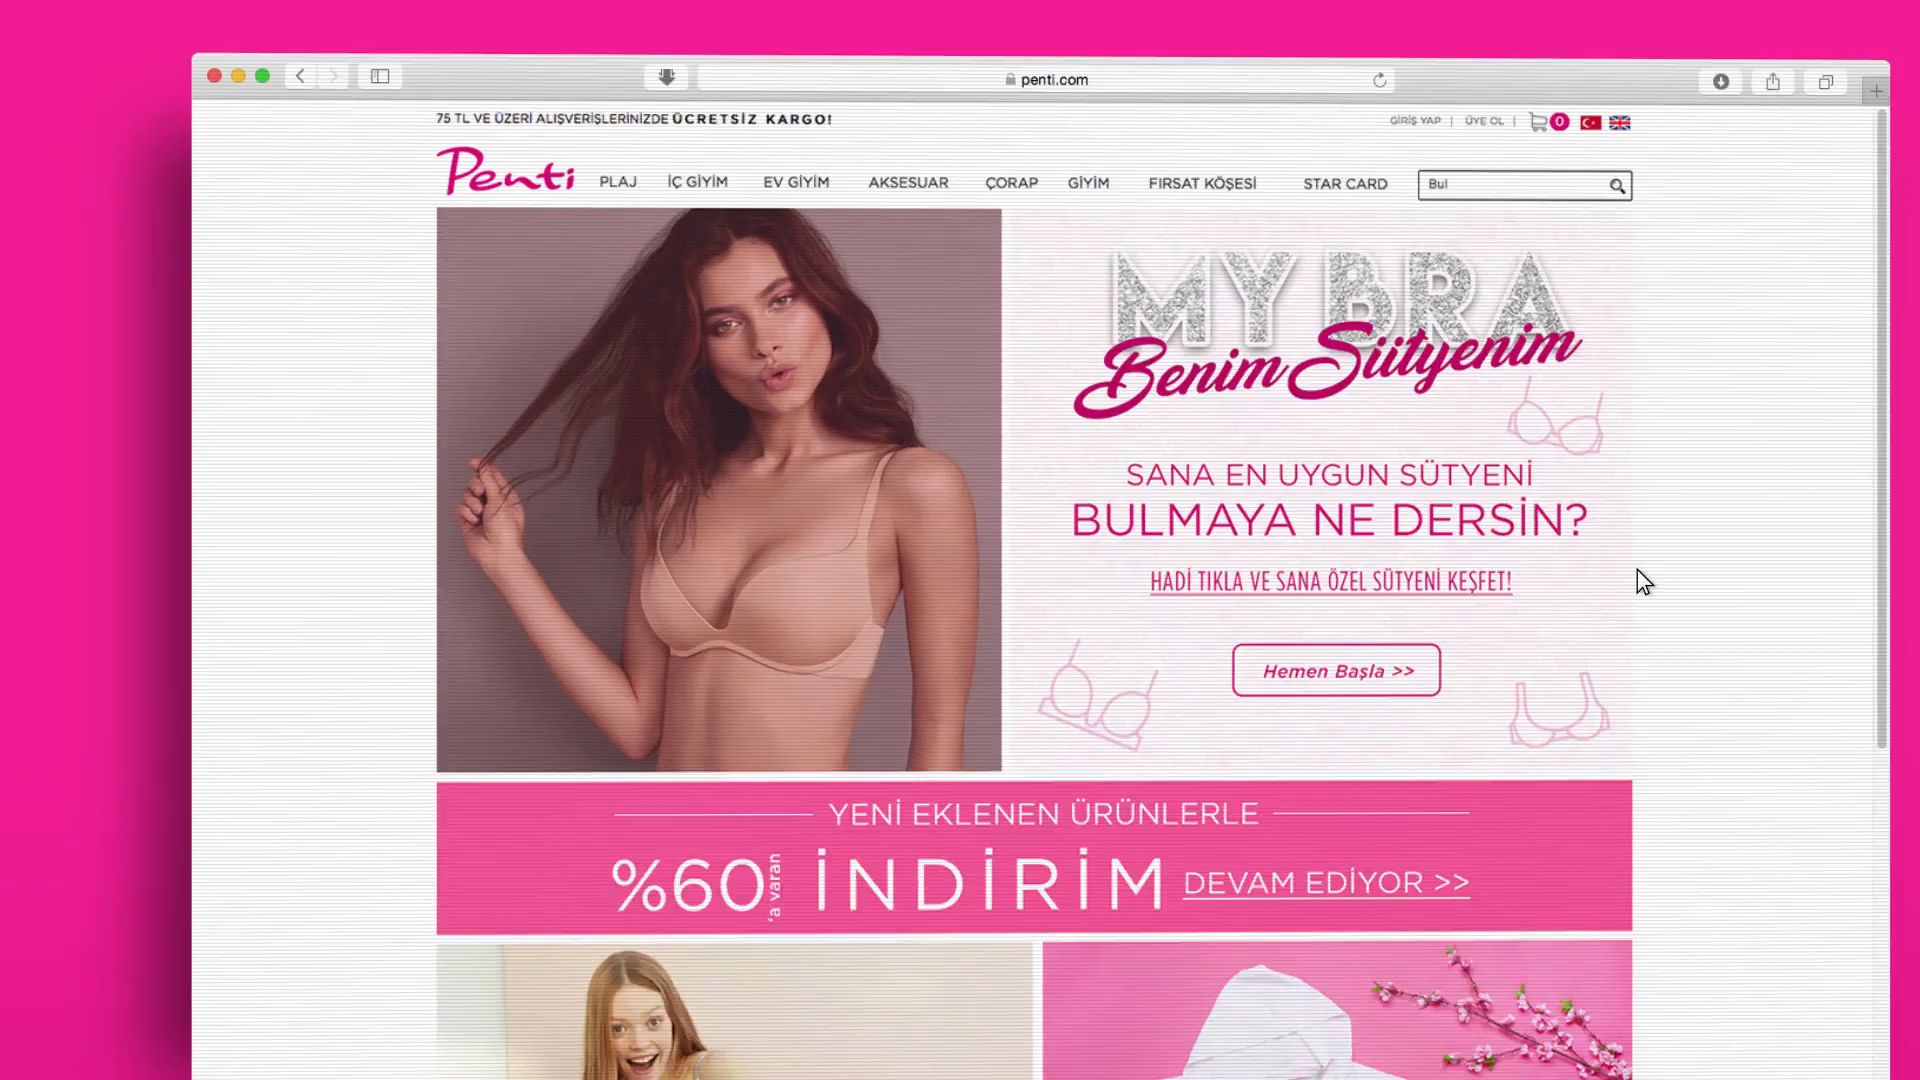 penti.com
75 TL VE ÜZERİ ALIŞVERİŞLERİNİZDE ÜCRETSİZ KARGO!
GİRİŞ YAP | ÜYE OL | 0
Penti PLAJ İÇ GİYİM EV GİYİM AKSESUAR ÇORAP GİYİM FIRSAT KÖŞESİ STAR CARD Bul
MY BRA
Benim Sütyenim
SANA EN UYGUN SÜTYENİ
BULMAYA NE DERSİN?
HADİ TIKLA VE SANA ÖZEL SÜTYENİ KEŞFET!
Hemen Başla >>
YENİ EKLENEN ÜRÜNLERLE
%60 'a varan İNDİRİM DEVAM EDİYOR >>